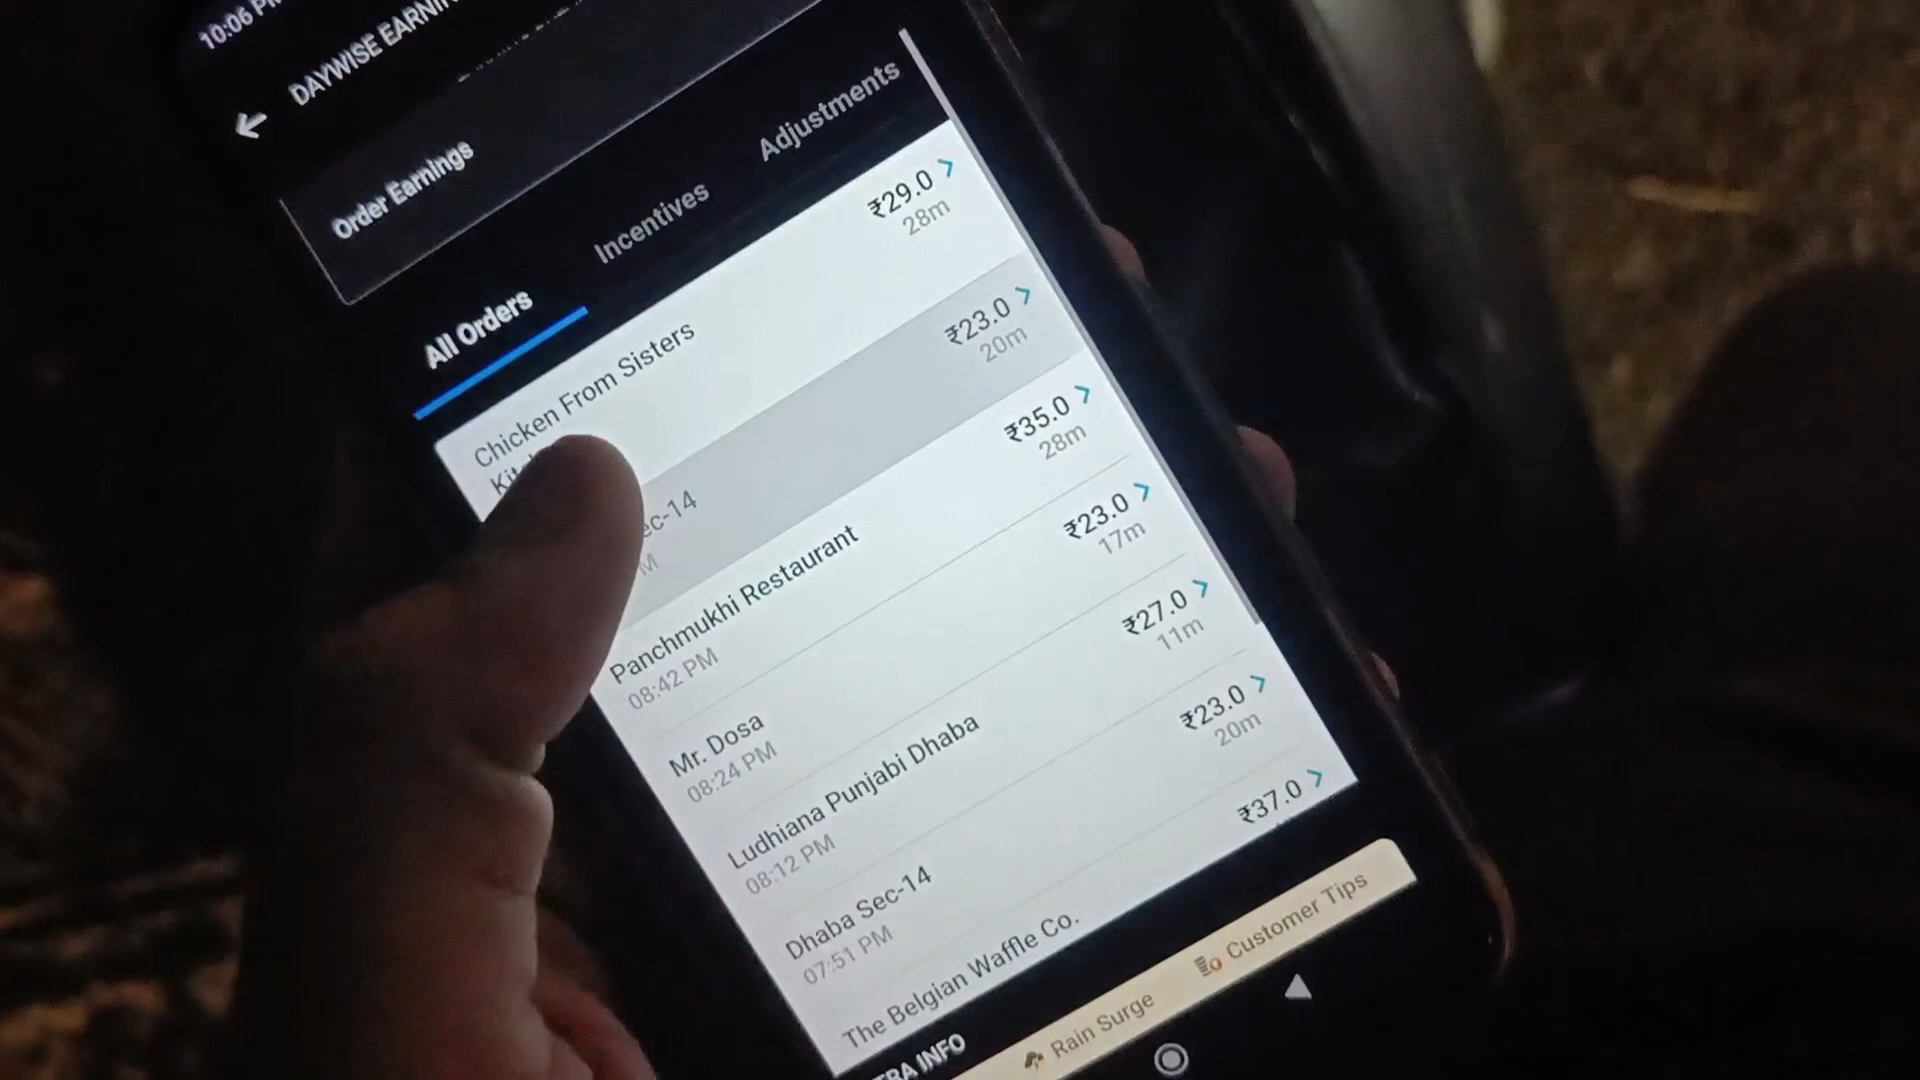 10:06
DAYWISE
Order Earnings
All Orders
Incentives
Adjustments
Chicken From Sisters
₹29.0
28m
ec-14
M
₹23.0
20m
Panchmukhi Restaurant
08:42 PM
₹35.0
28m
Mr. Dosa
08:24 PM
₹23.0
17m
Ludhiana Punjabi Dhaba
08:12 PM
₹27.0
11m
Dhaba Sec-14
07:51 PM
₹23.0
20m
The Belgian Waffle Co.
₹37.0
INFO
Rain Surge
Customer Tips